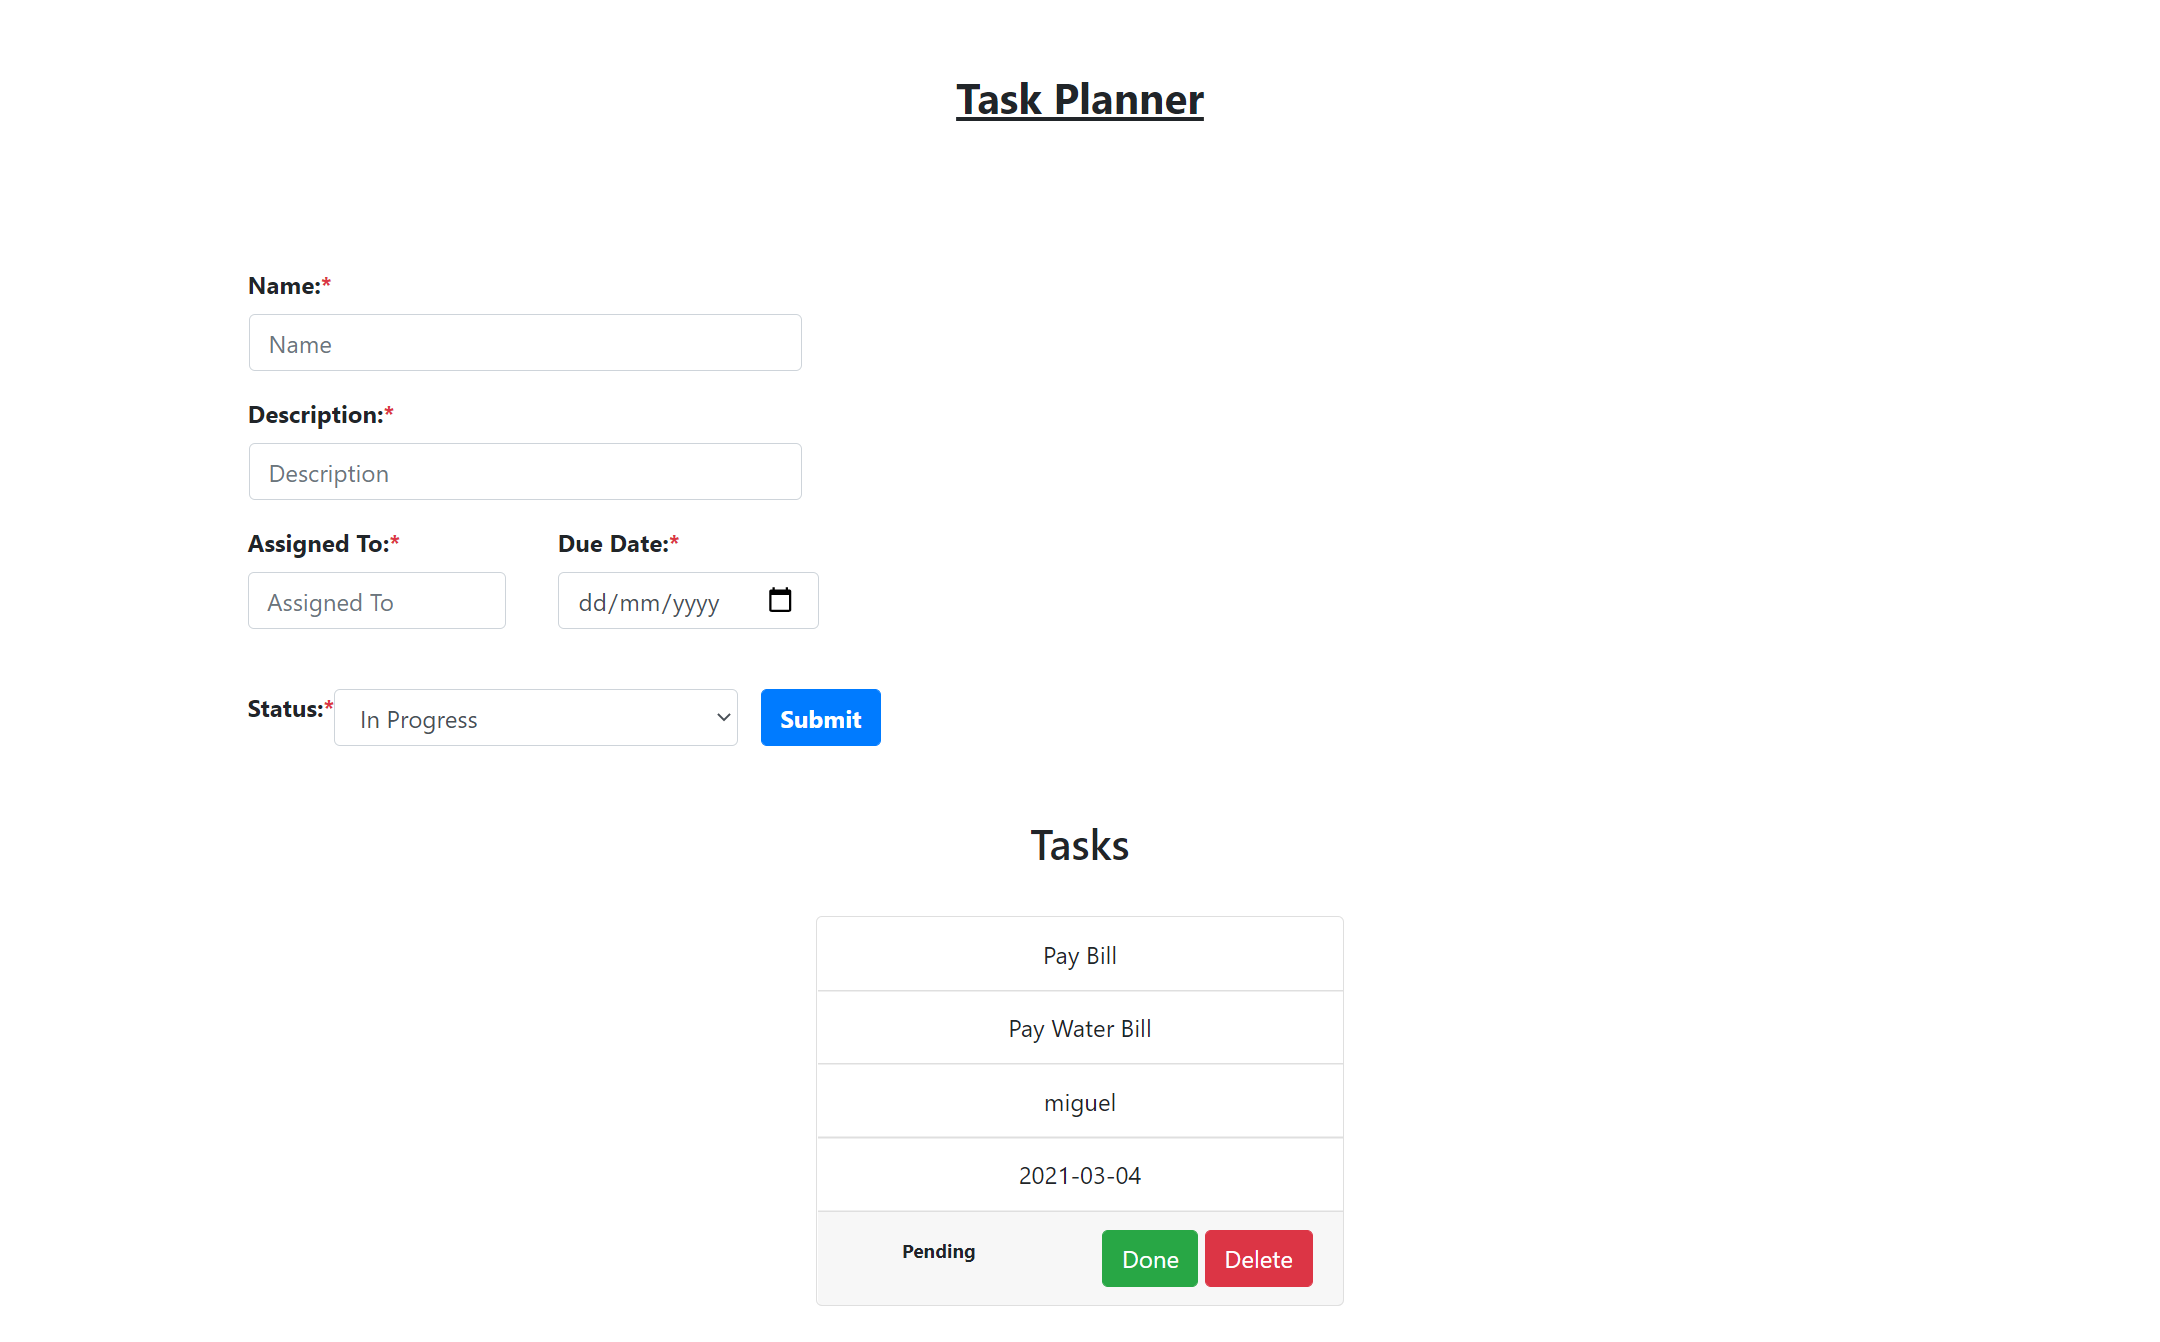 Task Planner
Name:*
Name
Description:*
Description
Assigned To:* Due Date:*
Assigned To dd/mm/yyyy
Status:* In Progress Submit
Tasks
Pay Bill
Pay Water Bill
miguel
2021-03-04
Pending Done Delete